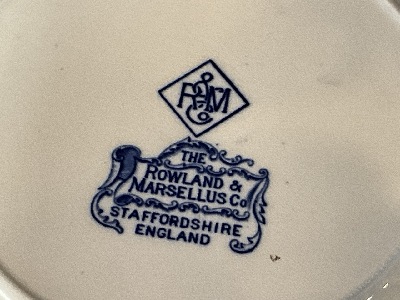 R&M
THE
ROWLAND &
MARSELLUS Co
STAFFORDSHIRE
ENGLAND